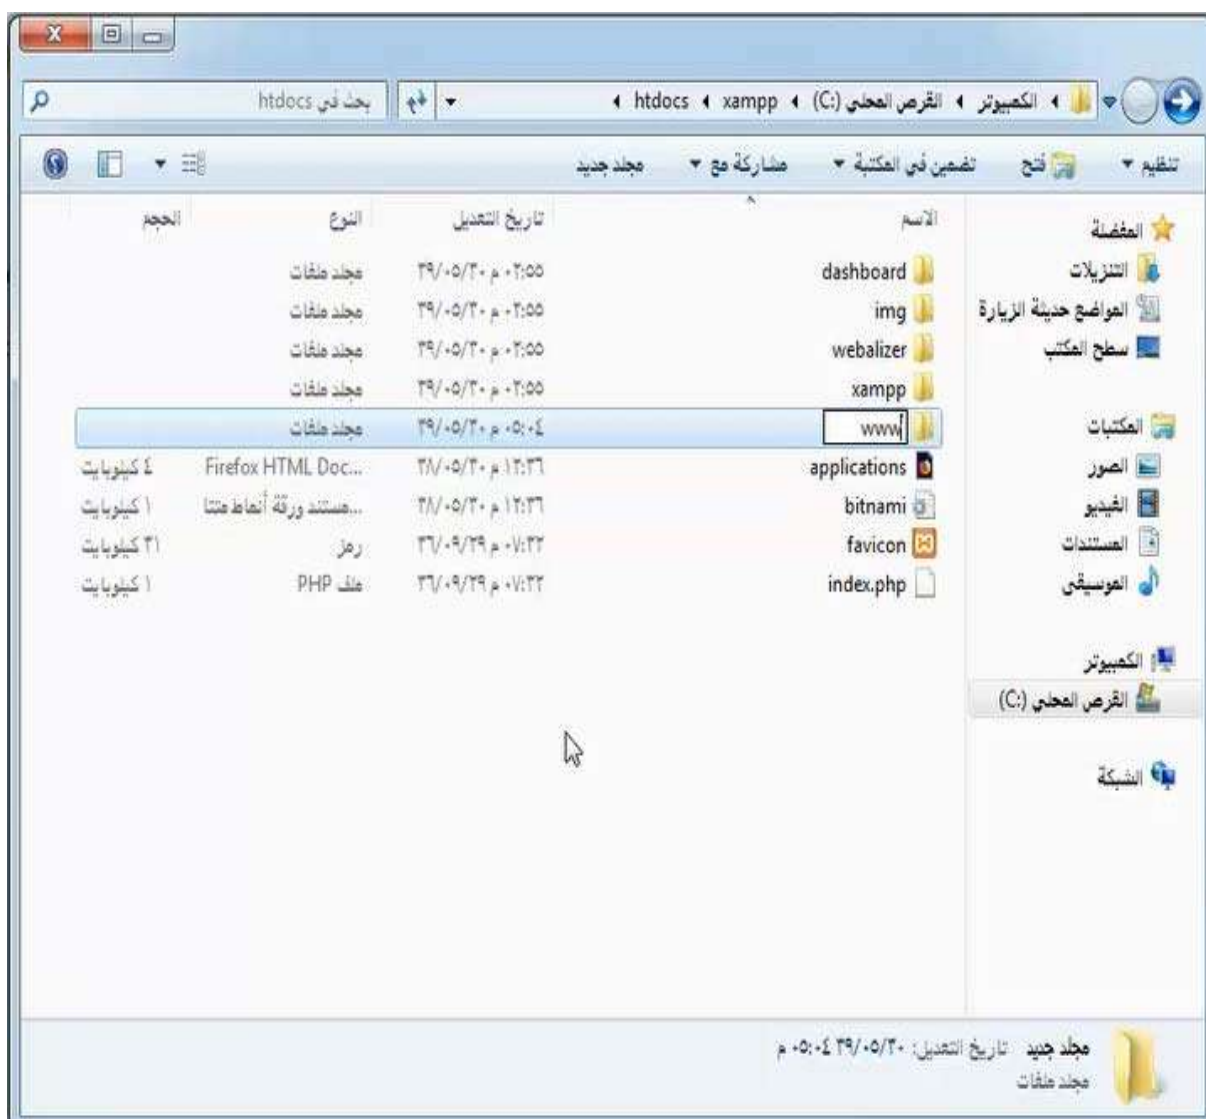 الكمبيوتر ◂ القرص المحلي (C:) ◂ xampp ◂ htdocs ◂
بحث في htdocs
تنظيم فتح تضمين في المكتبة مشاركة مع مجلد جديد
الاسم تاريخ التعديل النوع الحجم
dashboard ٠٢:٥٥ م ٣٩/٠٥/٣٠ مجلد ملفات
img ٠٢:٥٥ م ٣٩/٠٥/٣٠ مجلد ملفات
webalizer ٠٢:٥٥ م ٣٩/٠٥/٣٠ مجلد ملفات
xampp ٠٢:٥٥ م ٣٩/٠٥/٣٠ مجلد ملفات
www ٠٥:٠٤ م ٣٩/٠٥/٣٠ مجلد ملفات
applications ١٢:٣٦ م ٣٨/٠٥/٣٠ Firefox HTML Doc... ٤ كيلوبايت
bitnami ١٢:٣٦ م ٣٨/٠٥/٣٠ مستند ورقة أنماط متتا... ١ كيلوبايت
favicon ٠٧:٣٢ م ٣٦/٠٩/٢٩ رمز ٣١ كيلوبايت
index.php ٠٧:٣٢ م ٣٦/٠٩/٢٩ ملف PHP ١ كيلوبايت
المفضلة
التنزيلات
المواضع حديثة الزيارة
سطح المكتب
المكتبات
الصور
الفيديو
المستندات
الموسيقى
الكمبيوتر
القرص المحلي (C:)
الشبكة
مجلد جديد تاريخ التعديل: ٣٩/٠٥/٣٠ ٠٥:٠٤ م
مجلد ملفات